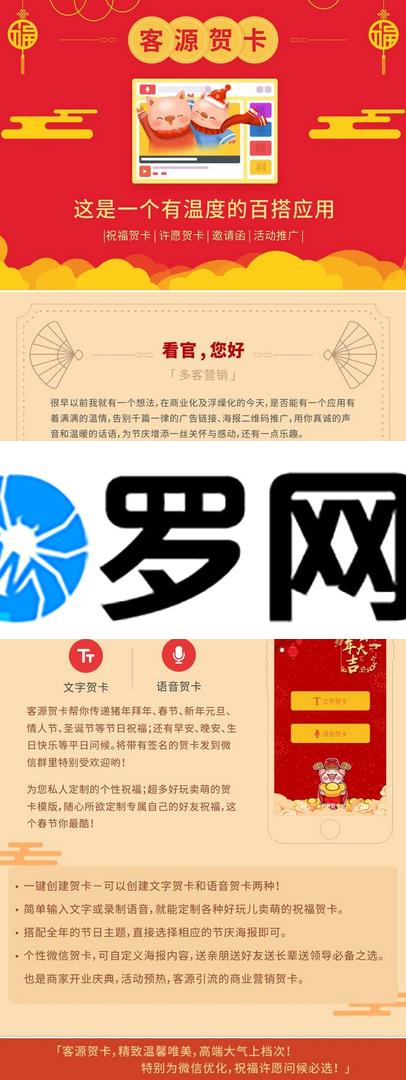 福
福
客源贺卡
利
这是一个有温度的百搭应用
|祝福贺卡|许愿贺卡|邀请函|活动推广|
看官，您好
「多客营销」
很早以前我就有一个想法，在商业化及浮燥化的今天，是否能有一个应用有
着满满的温情，告别千篇一律的广告链接、海报二维码推广，用你真诚的声
音和温暖的话语，为节庆增添一丝关怀与感动，还有一点乐趣。
罗网
年大吉
TT
文字贺卡
语音贺卡
T文字贺卡
语音贺卡
客源贺卡帮你传递猪年拜年、春节、新年元旦、
情人节、圣诞节等节日祝福；还有早安、晚安、生
日快乐等平日问候。将带有签名的贺卡发到微
信群里特别受欢迎哟！
为您私人定制的个性祝福；超多好玩卖萌的贺
卡模版，随心所欲定制专属自己的好友祝福，这
个春节你最酷！
• 一键创建贺卡－可以创建文字贺卡和语音贺卡两种！
• 简单输入文字或录制语音，就能定制各种好玩儿卖萌的祝福贺卡。
• 搭配全年的节日主题，直接选择相应的节庆海报即可。
• 个性微信贺卡，可自定义海报内容，送亲朋送好友送长辈送领导必备之选。
也是商家开业庆典，活动预热，客源引流的商业营销贺卡。
「客源贺卡，精致温馨唯美，高端大气上档次！
特别为微信优化，祝福许愿问候必选！」